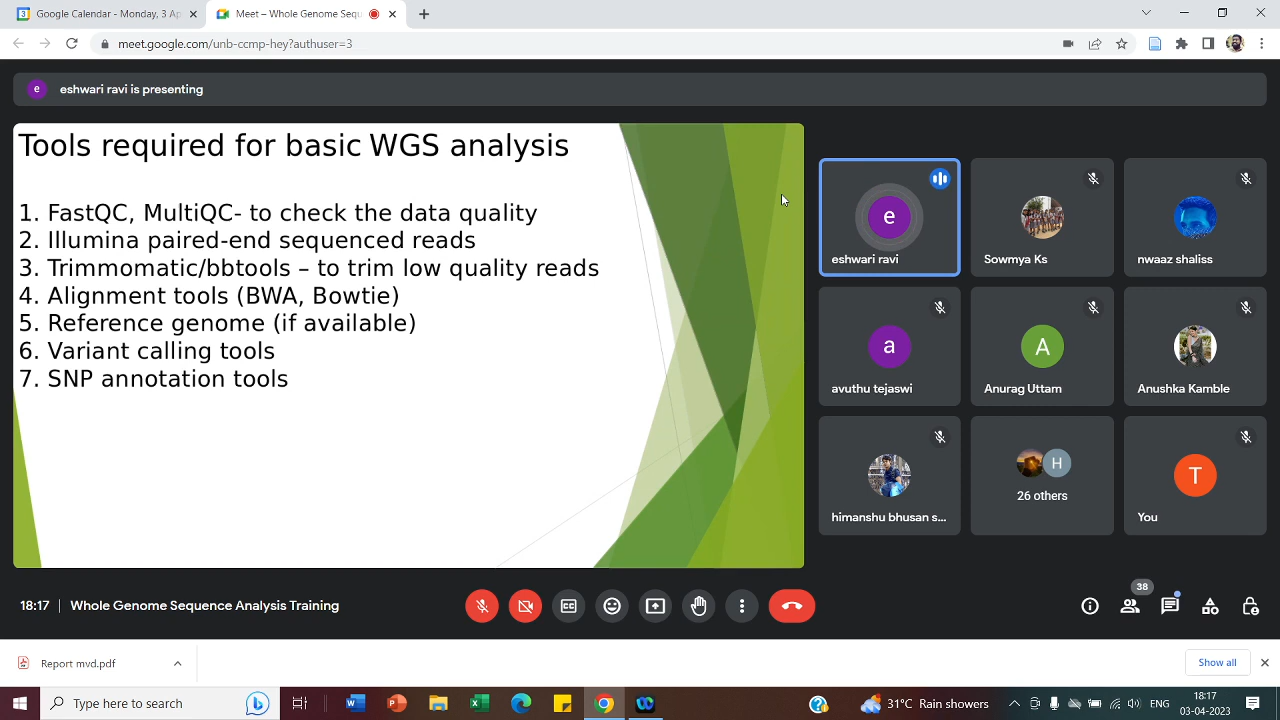 Google Calendar - Monday, 3 Ap
Meet – Whole Genome Sequ
meet.google.com/unb-ccmp-hey?authuser=3
e
eshwari ravi is presenting
Tools required for basic WGS analysis
1. FastQC, MultiQC- to check the data quality
2. Illumina paired-end sequenced reads
3. Trimmomatic/bbtools – to trim low quality reads
4. Alignment tools (BWA, Bowtie)
5. Reference genome (if available)
6. Variant calling tools
7. SNP annotation tools
e
eshwari ravi
Sowmya Ks
nwaaz shaliss
a
A
avuthu tejaswi
Anurag Uttam
Anushka Kamble
H
T
26 others
himanshu bhusan s...
You
18:17 | Whole Genome Sequence Analysis Training
38
Report mvd.pdf
Show all
Type here to search
31°C Rain showers
ENG
18:17
03-04-2023